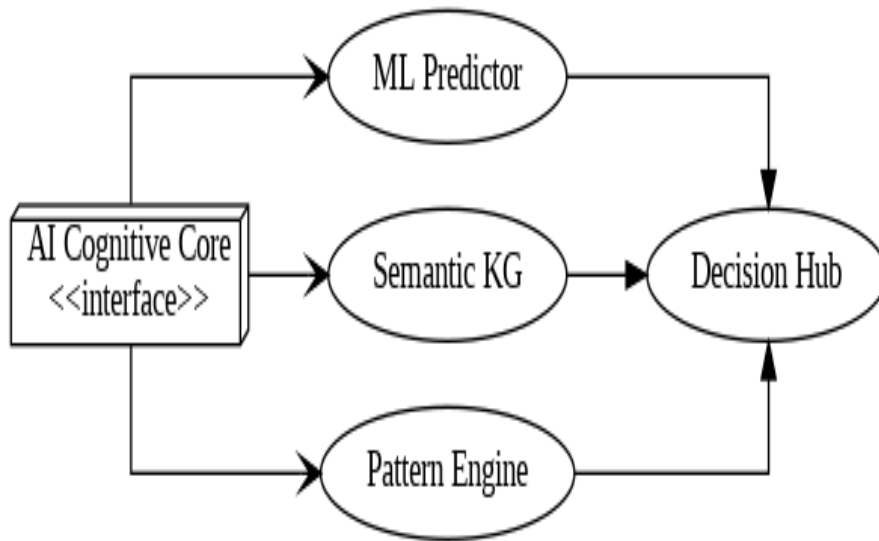 ML Predictor
AI Cognitive Core
<<interface>>
Semantic KG
Decision Hub
Pattern Engine